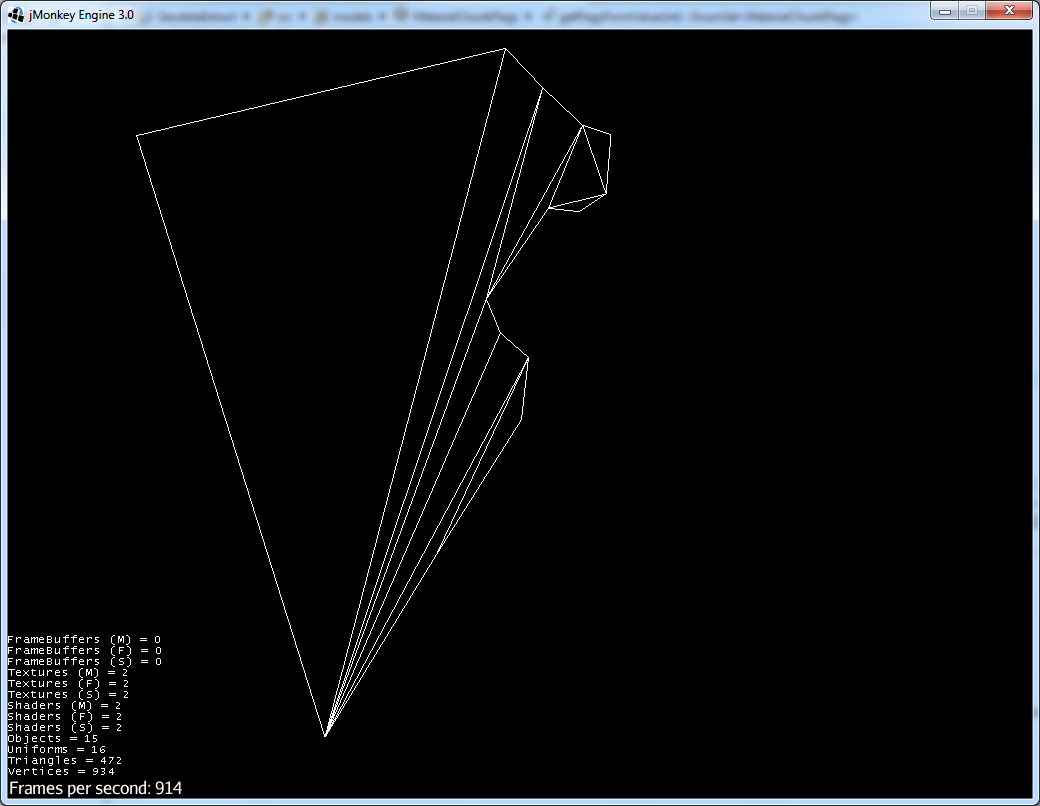 jMonkey Engine 3.0
FrameBuffers (M) = 0
FrameBuffers (F) = 0
FrameBuffers (S) = 0
Textures (M) = 2
Textures (F) = 2
Textures (S) = 2
Shaders (M) = 2
Shaders (F) = 2
Shaders (S) = 2
Objects = 15
Uniforms = 16
Triangles = 472
Vertices = 934
Frames per second: 914